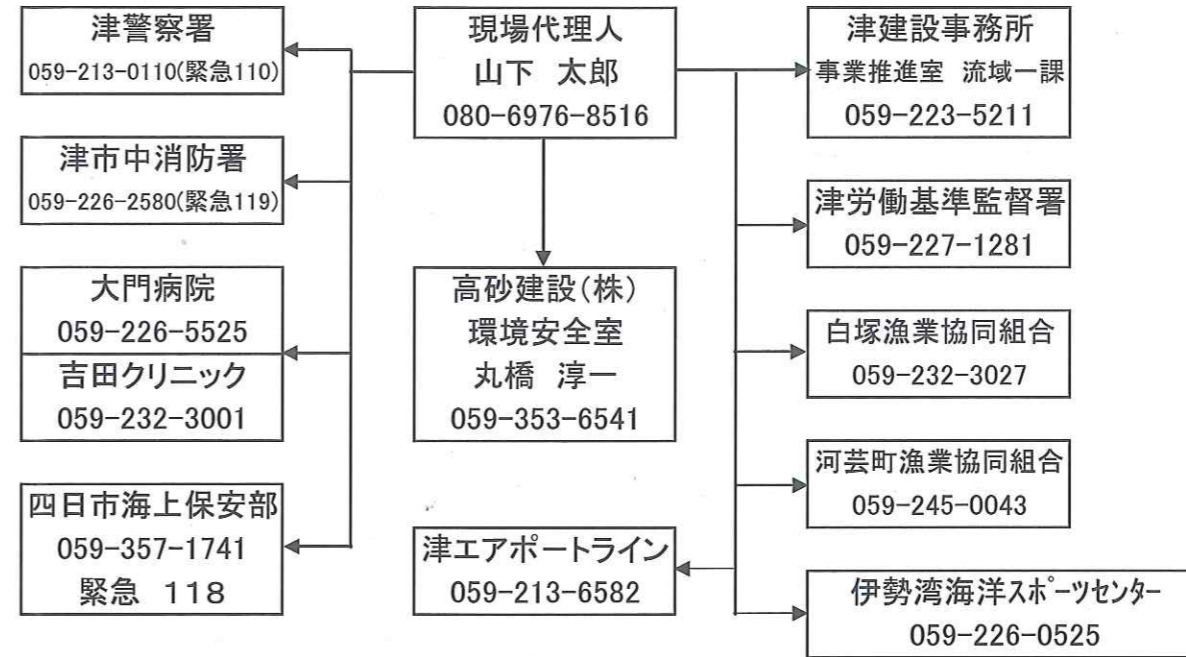 津警察署
059-213-0110(緊急110)
津市中消防署
059-226-2580(緊急119)
大門病院
059-226-5525
吉田クリニック
059-232-3001
四日市海上保安部
059-357-1741
緊急 118
現場代理人
山下 太郎
080-6976-8516
高砂建設(株)
環境安全室
丸橋 淳一
059-353-6541
津エアポートライン
059-213-6582
津建設事務所
事業推進室 流域一課
059-223-5211
津労働基準監督署
059-227-1281
白塚漁業協同組合
059-232-3027
河芸町漁業協同組合
059-245-0043
伊勢湾海洋スポーツセンター
059-226-0525